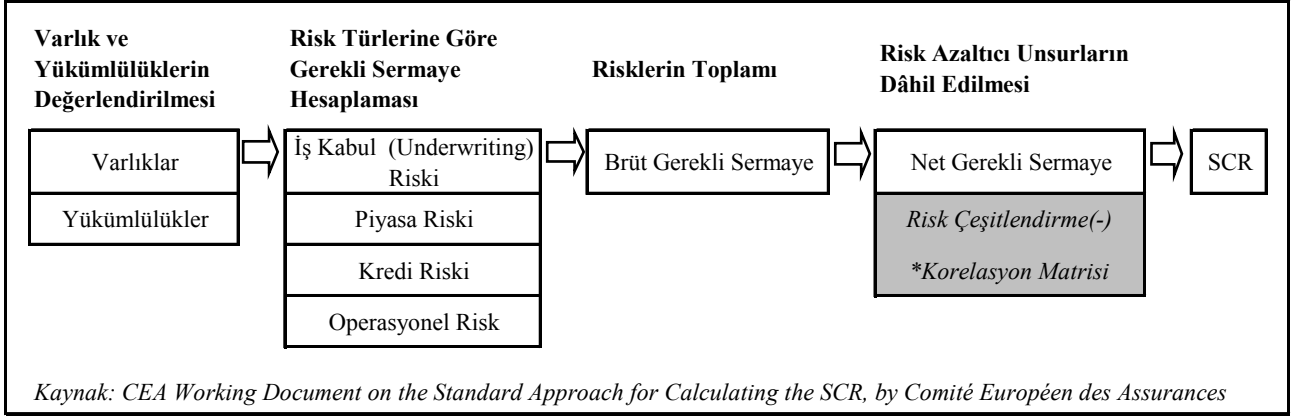 Varlık ve
Yükümlülüklerin
Değerlendirilmesi
Risk Türlerine Göre
Gerekli Sermaye
Hesaplaması
Risklerin Toplamı
Risk Azaltıcı Unsurların
Dâhil Edilmesi
Varlıklar
Yükümlülükler
İş Kabul (Underwriting)
Riski
Piyasa Riski
Kredi Riski
Operasyonel Risk
Brüt Gerekli Sermaye
Net Gerekli Sermaye
Risk Çeşitlendirme(-)
*Korelasyon Matrisi
SCR
Kaynak: CEA Working Document on the Standard Approach for Calculating the SCR, by Comité Européen des Assurances